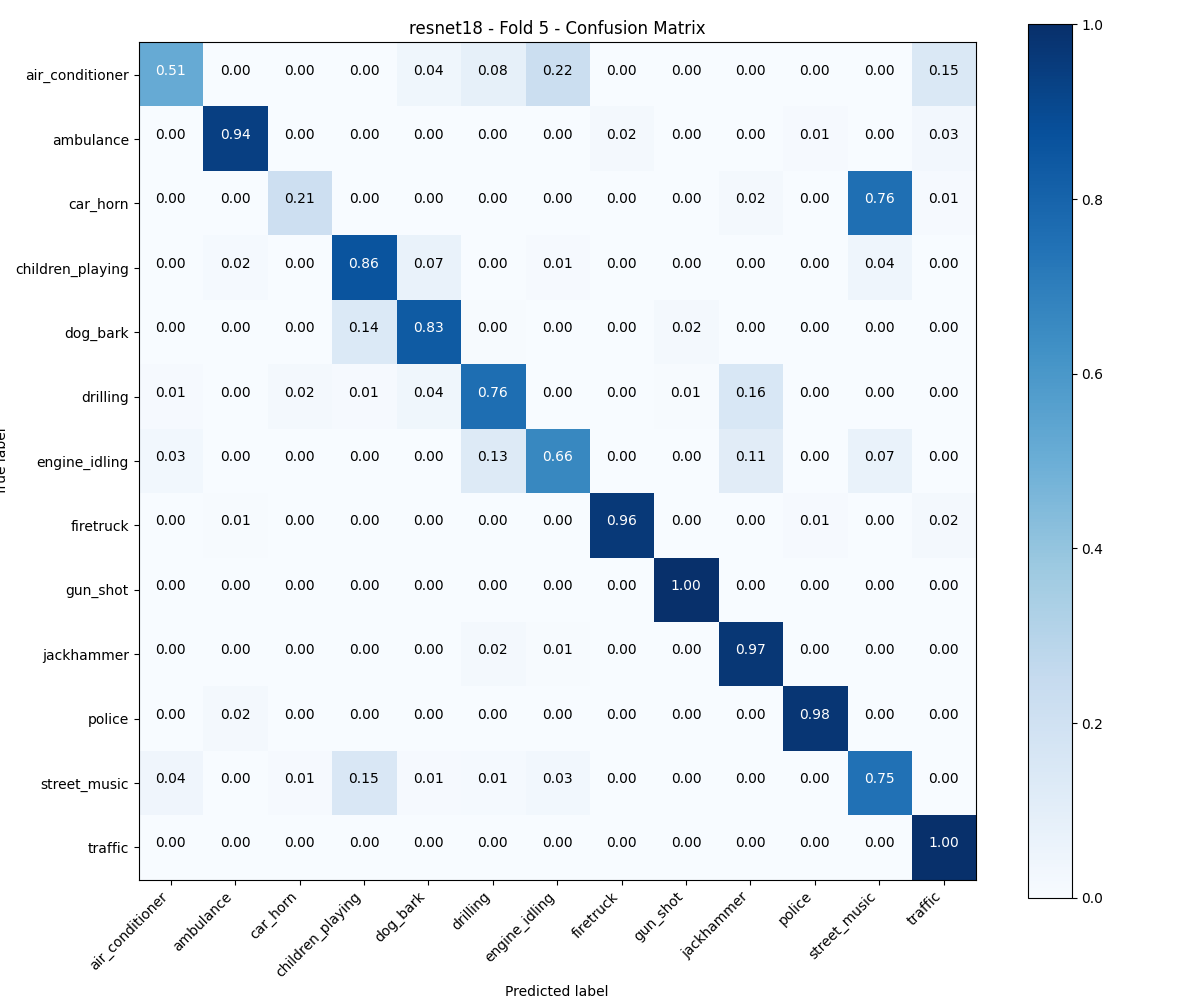 resnet18 - Fold 5 - Confusion Matrix
air_conditioner 0.51 0.00 0.00 0.00 0.04 0.08 0.22 0.00 0.00 0.00 0.00 0.00 0.15
ambulance 0.00 0.94 0.00 0.00 0.00 0.00 0.00 0.02 0.00 0.00 0.01 0.00 0.03
car_horn 0.00 0.00 0.21 0.00 0.00 0.00 0.00 0.00 0.00 0.02 0.00 0.76 0.01
children_playing 0.00 0.02 0.00 0.86 0.07 0.00 0.01 0.00 0.00 0.00 0.00 0.04 0.00
dog_bark 0.00 0.00 0.00 0.14 0.83 0.00 0.00 0.00 0.02 0.00 0.00 0.00 0.00
drilling 0.01 0.00 0.02 0.01 0.04 0.76 0.00 0.00 0.01 0.16 0.00 0.00 0.00
engine_idling 0.03 0.00 0.00 0.00 0.00 0.13 0.66 0.00 0.00 0.11 0.00 0.07 0.00
firetruck 0.00 0.01 0.00 0.00 0.00 0.00 0.00 0.96 0.00 0.00 0.01 0.00 0.02
gun_shot 0.00 0.00 0.00 0.00 0.00 0.00 0.00 0.00 1.00 0.00 0.00 0.00 0.00
jackhammer 0.00 0.00 0.00 0.00 0.00 0.02 0.01 0.00 0.00 0.97 0.00 0.00 0.00
police 0.00 0.02 0.00 0.00 0.00 0.00 0.00 0.00 0.00 0.00 0.98 0.00 0.00
street_music 0.04 0.00 0.01 0.15 0.01 0.01 0.03 0.00 0.00 0.00 0.00 0.75 0.00
traffic 0.00 0.00 0.00 0.00 0.00 0.00 0.00 0.00 0.00 0.00 0.00 0.00 1.00
air_conditioner ambulance car_horn children_playing dog_bark drilling engine_idling firetruck gun_shot jackhammer police street_music traffic
Predicted label
1.0
0.8
0.6
0.4
0.2
0.0